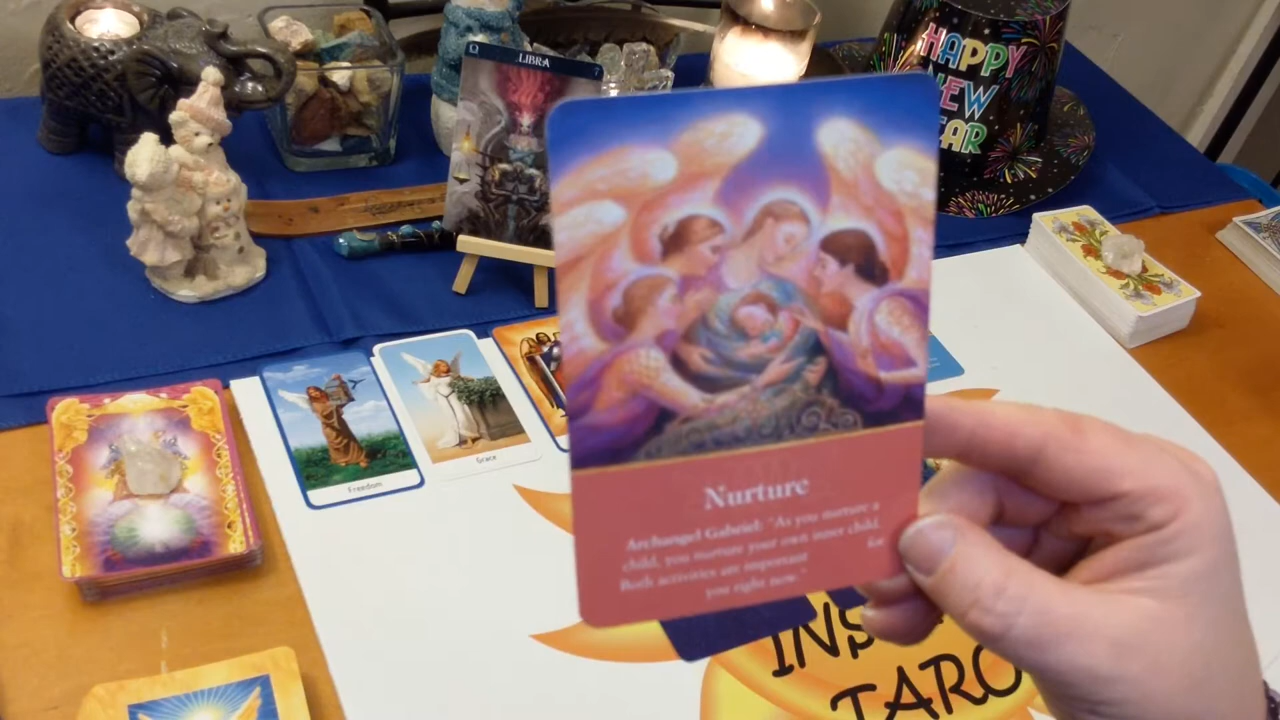 LIBRA
HAPPY
NEW
YEAR
Freedom
Grace
Nurture
Archangel Gabriel: "As you nurture a
child, you nurture your own inner child.
Both activities are important for
you right now."
INS
TARO